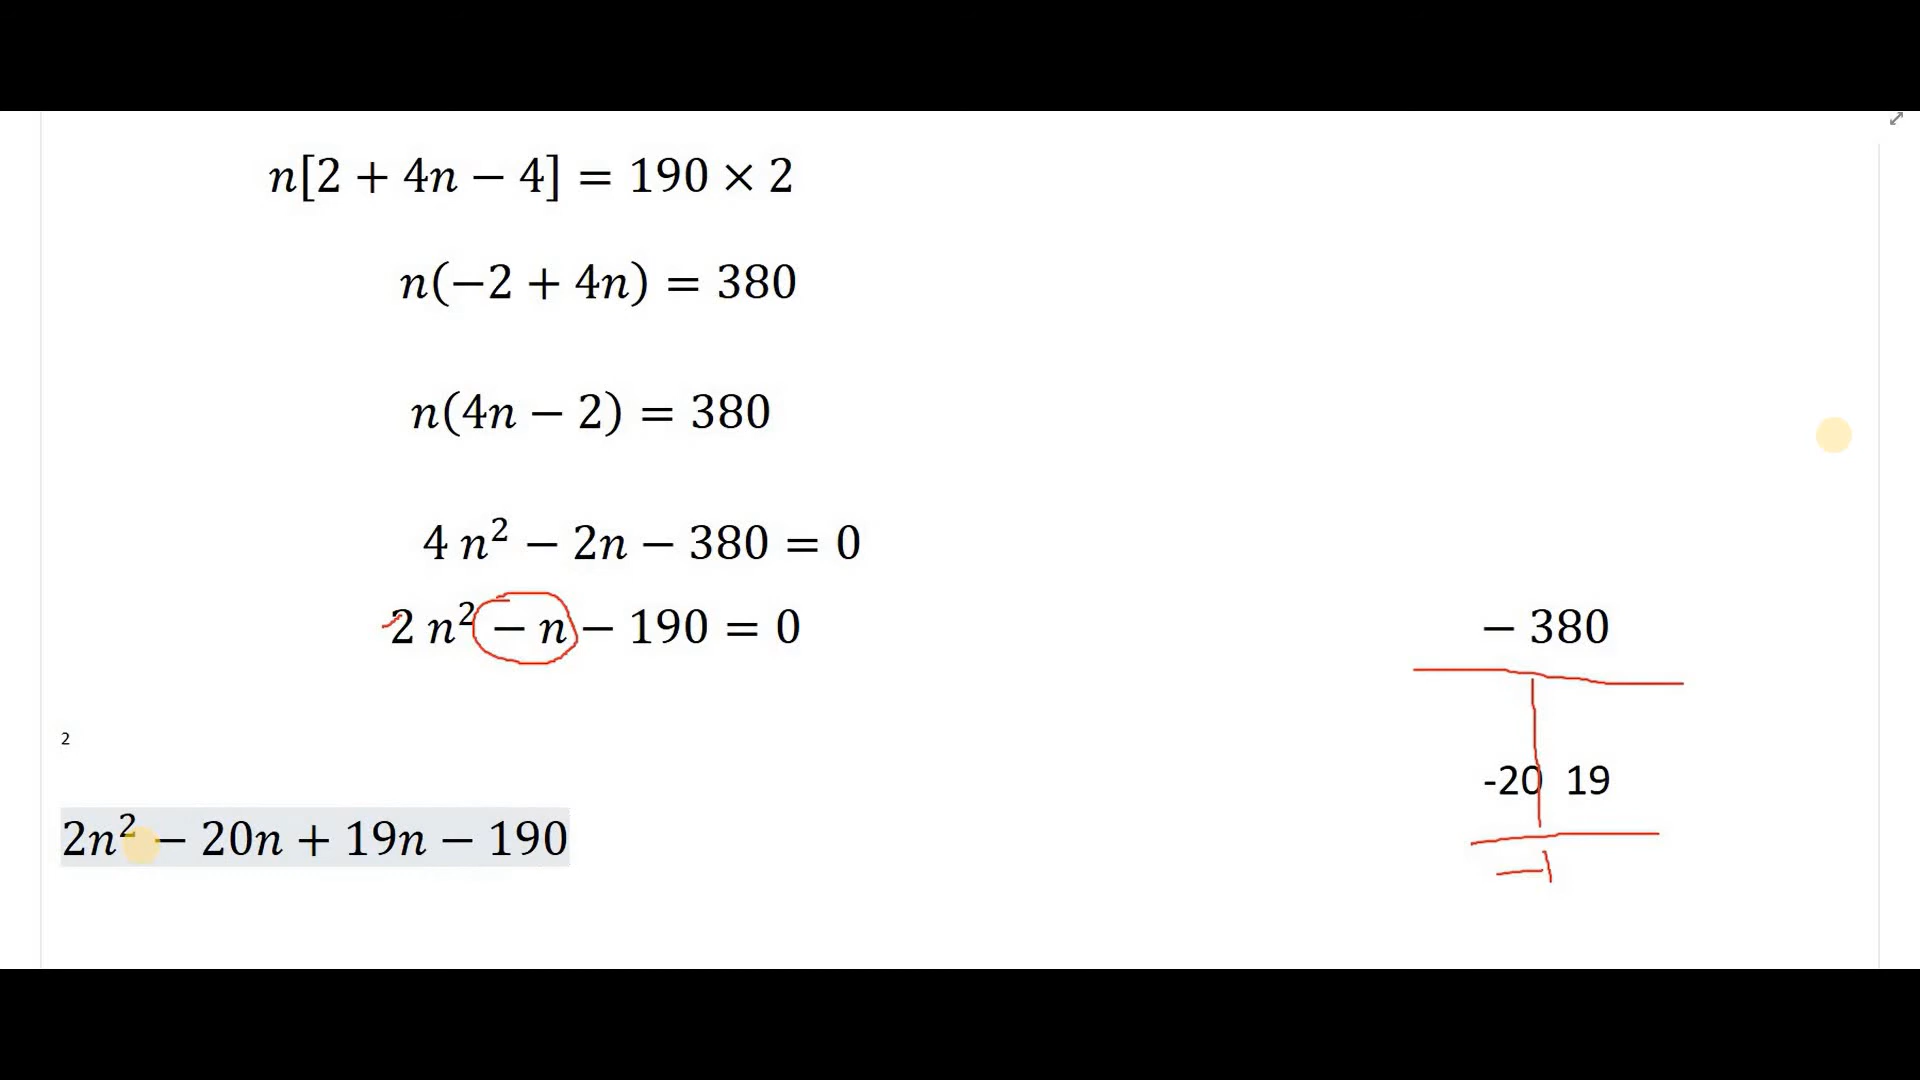 n[2 + 4n − 4] = 190 × 2
n(−2 + 4n) = 380
n(4n − 2) = 380
4 n² − 2n − 380 = 0
2 n² − n − 190 = 0
− 380
2
-20 19
2n² − 20n + 19n − 190
−1